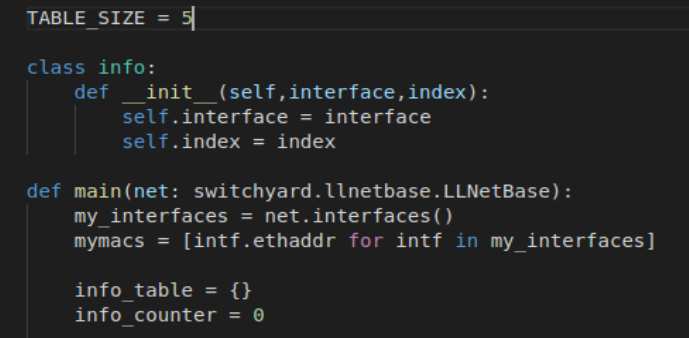 TABLE_SIZE = 5
class info:
def __init__(self,interface,index):
self.interface = interface
self.index = index
def main(net: switchyard.llnetbase.LLNetBase):
my_interfaces = net.interfaces()
mymacs = [intf.ethaddr for intf in my_interfaces]
info_table = {}
info_counter = 0